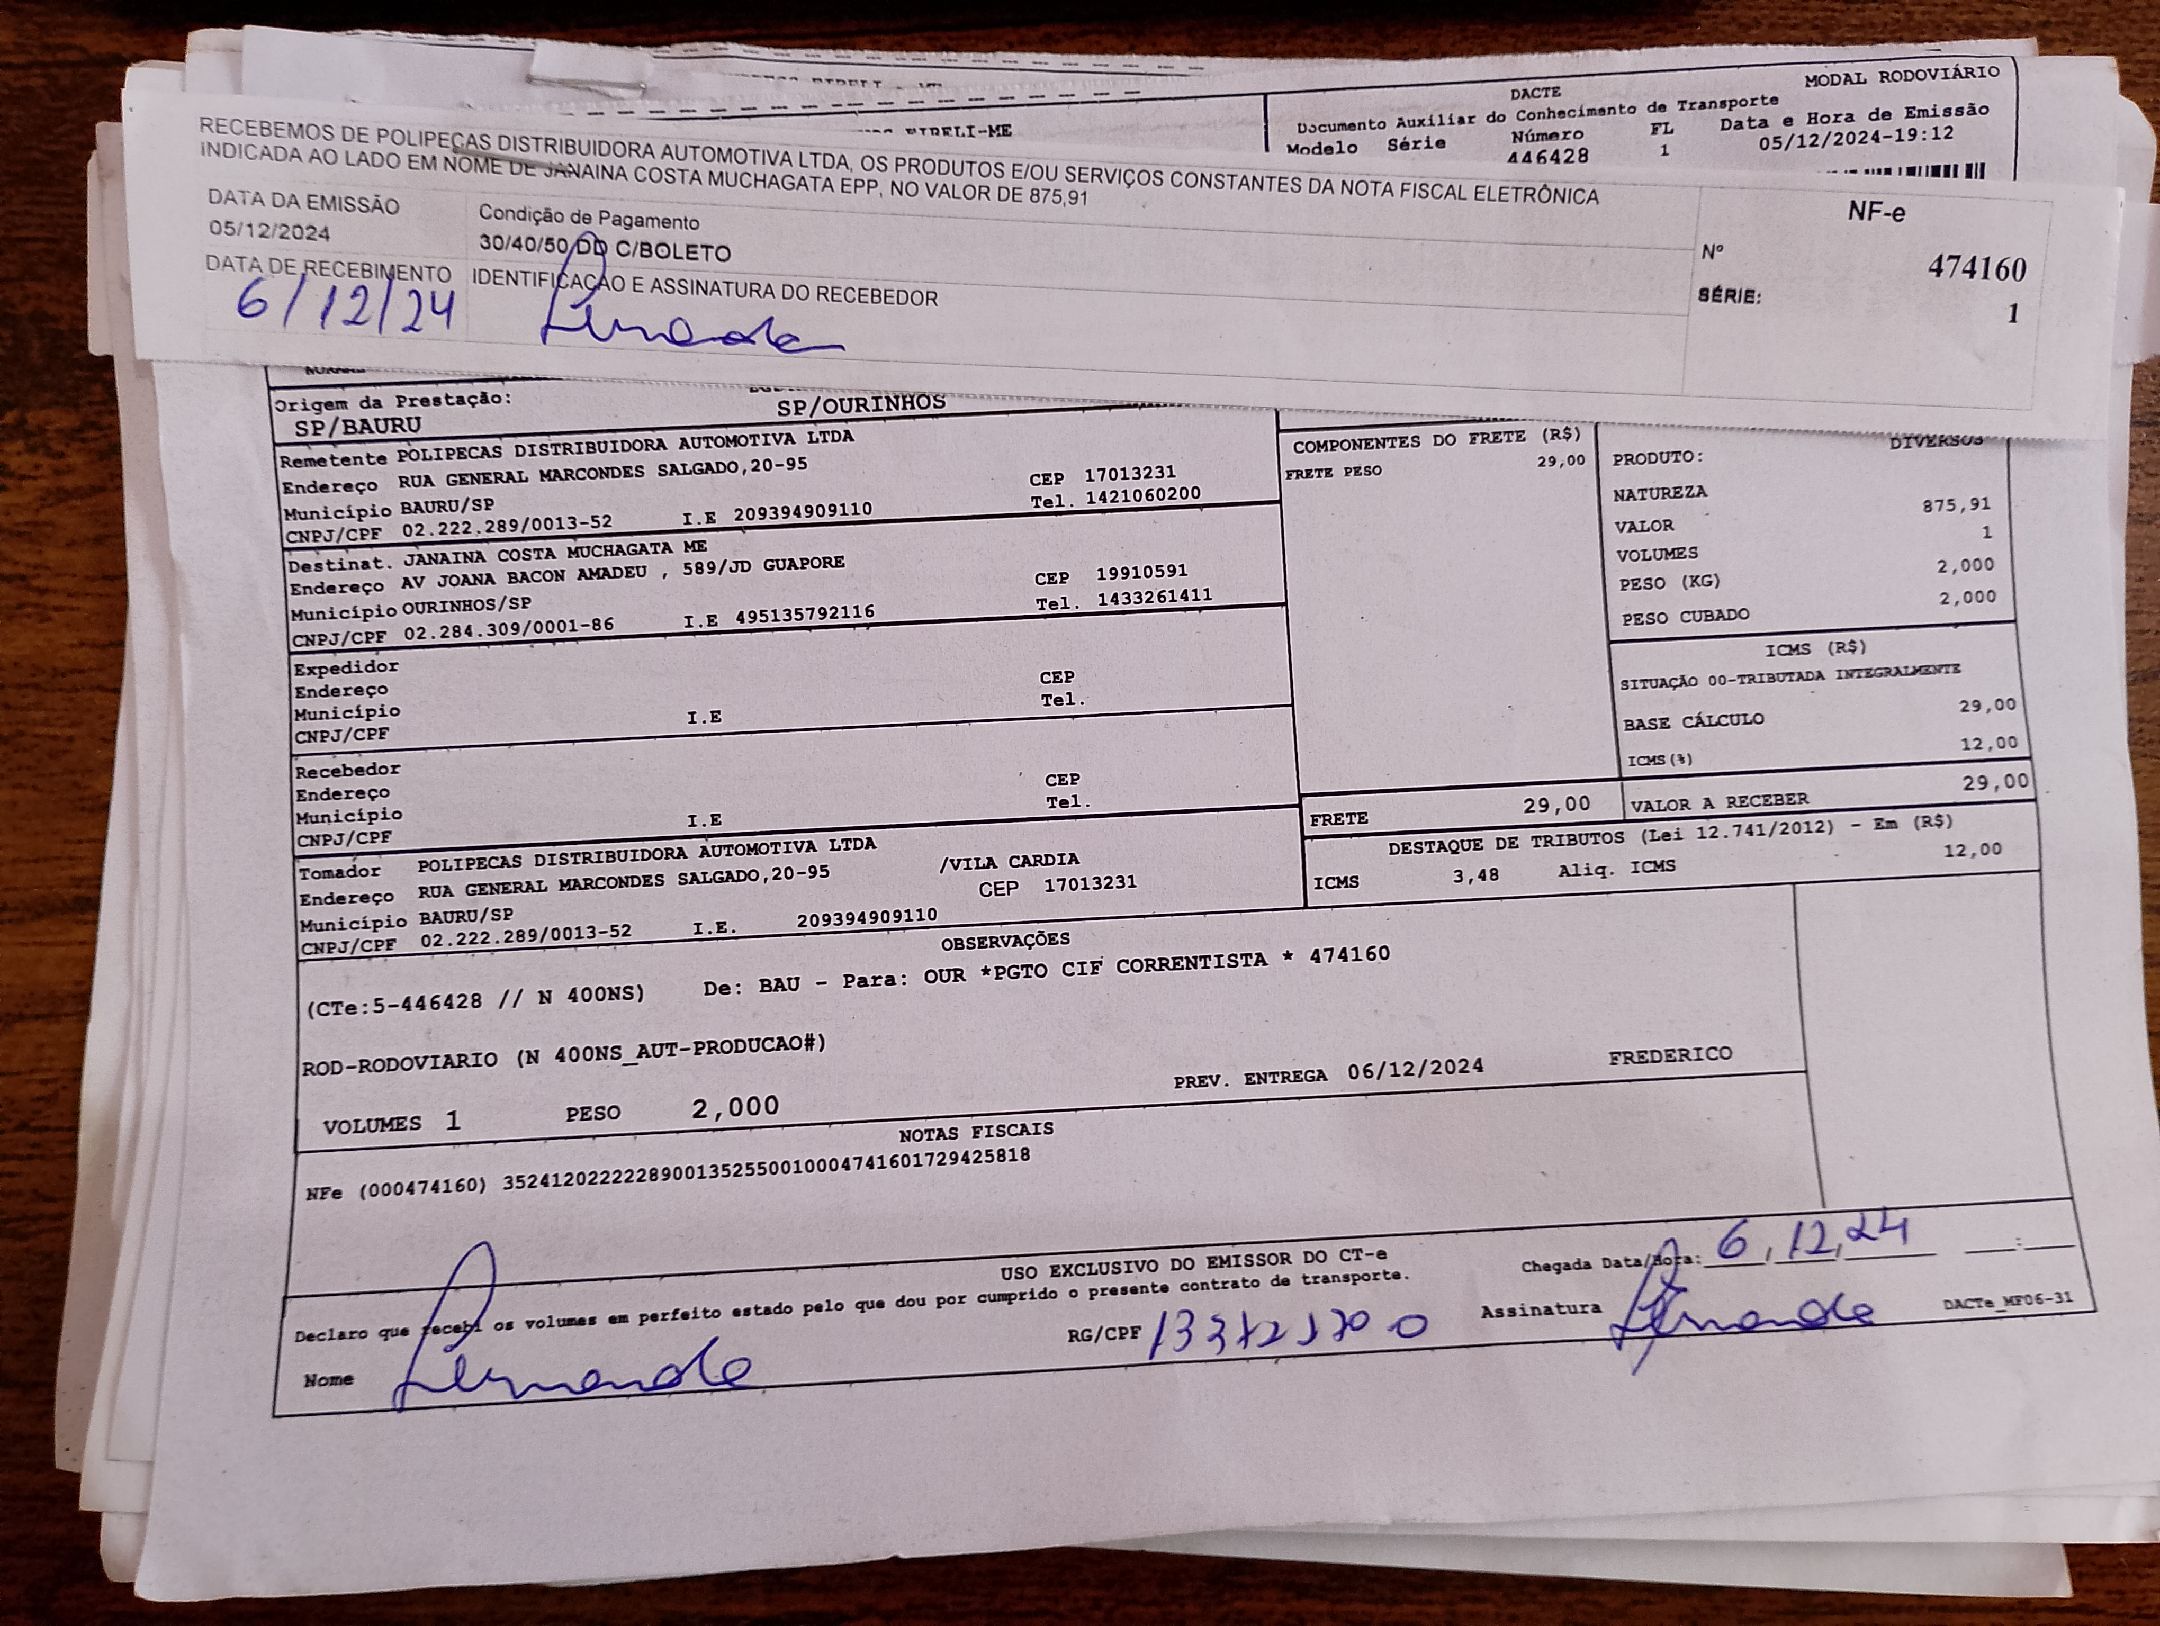 MODAL RODOVIÁRIO
DACTE
Documento Auxiliar do Conhecimento de Transporte
Data e Hora de Emissão
Modelo Série Número FL
446428 1 05/12/2024-19:12
EIRELI-ME
RECEBEMOS DE POLIPEÇAS DISTRIBUIDORA AUTOMOTIVA LTDA, OS PRODUTOS E/OU SERVIÇOS CONSTANTES DA NOTA FISCAL ELETRÔNICA
INDICADA AO LADO EM NOME DE JANAINA COSTA MUCHAGATA EPP, NO VALOR DE 875,91
NF-e
Nº 474160
SÉRIE: 1
DATA DA EMISSÃO
05/12/2024
Condição de Pagamento
30/40/50 DD C/BOLETO
DATA DE RECEBIMENTO
6/12/24
IDENTIFICAÇAO E ASSINATURA DO RECEBEDOR
Origem da Prestação:
SP/BAURU
SP/OURINHOS
Remetente POLIPECAS DISTRIBUIDORA AUTOMOTIVA LTDA
Endereço RUA GENERAL MARCONDES SALGADO,20-95 CEP 17013231
Município BAURU/SP Tel. 1421060200
CNPJ/CPF 02.222.289/0013-52 I.E 209394909110
Destinat. JANAINA COSTA MUCHAGATA ME
Endereço AV JOANA BACON AMADEU , 589/JD GUAPORE CEP 19910591
Município OURINHOS/SP Tel. 1433261411
CNPJ/CPF 02.284.309/0001-86 I.E 495135792116
Expedidor
Endereço CEP
Município Tel.
CNPJ/CPF I.E
Recebedor
Endereço CEP
Município Tel.
CNPJ/CPF I.E
Tomador POLIPECAS DISTRIBUIDORA AUTOMOTIVA LTDA
Endereço RUA GENERAL MARCONDES SALGADO,20-95 /VILA CARDIA
Município BAURU/SP CEP 17013231
CNPJ/CPF 02.222.289/0013-52 I.E. 209394909110
COMPONENTES DO FRETE (R$)
FRETE PESO 29,00
PRODUTO: DIVERSOS
NATUREZA
VALOR 875,91
VOLUMES 1
PESO (KG) 2,000
PESO CUBADO 2,000
ICMS (R$)
SITUAÇÃO 00-TRIBUTADA INTEGRALMENTE
BASE CÁLCULO 29,00
ICMS(%) 12,00
FRETE 29,00 VALOR A RECEBER 29,00
DESTAQUE DE TRIBUTOS (Lei 12.741/2012) - Em (R$)
ICMS 3,48 Aliq. ICMS 12,00
OBSERVAÇÕES
(CTe:5-446428 // N 400NS) De: BAU - Para: OUR *PGTO CIF CORRENTISTA * 474160
ROD-RODOVIARIO (N 400NS_AUT-PRODUCAO#)
PREV. ENTREGA 06/12/2024 FREDERICO
VOLUMES 1 PESO 2,000
NOTAS FISCAIS
NFe (000474160) 35241202222289001352550010004741601729425818
USO EXCLUSIVO DO EMISSOR DO CT-e
Declaro que recebi os volumes em perfeito estado pelo que dou por cumprido o presente contrato de transporte.
Chegada Data/Hora: 6,12,24
Nome
RG/CPF
Assinatura
DACTe_MF06-31